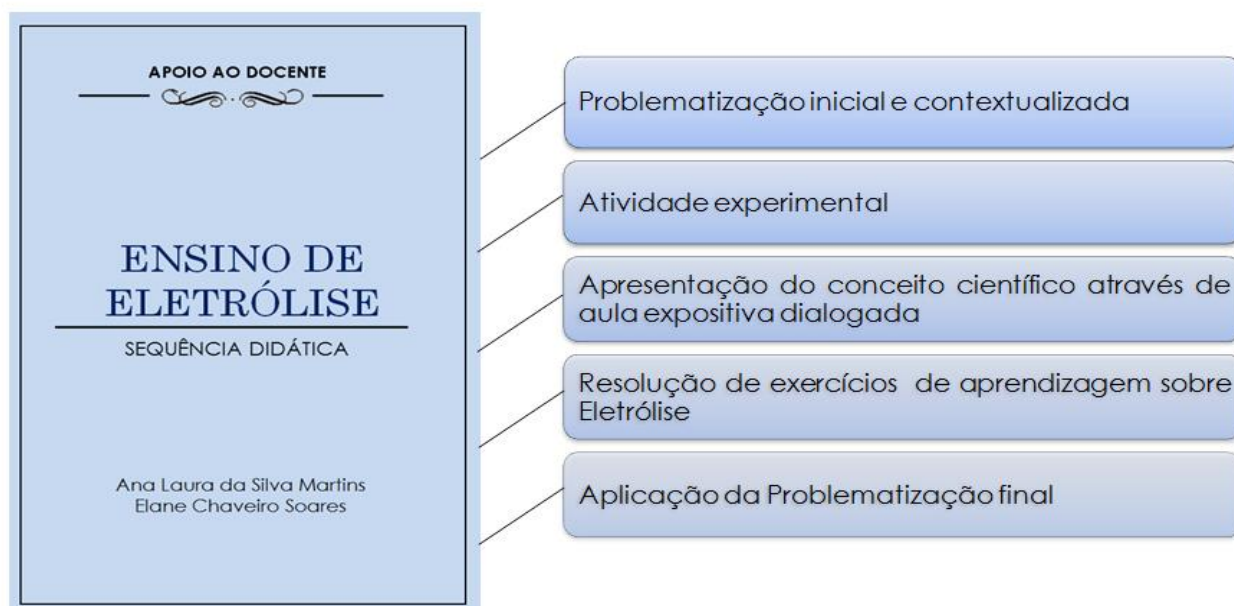 APOIO AO DOCENTE
ENSINO DE
ELETRÓLISE
SEQUÊNCIA DIDÁTICA
Ana Laura da Silva Martins
Elane Chaveiro Soares
Problematização inicial e contextualizada
Atividade experimental
Apresentação do conceito científico através de
aula expositiva dialogada
Resolução de exercícios de aprendizagem sobre
Eletrólise
Aplicação da Problematização final